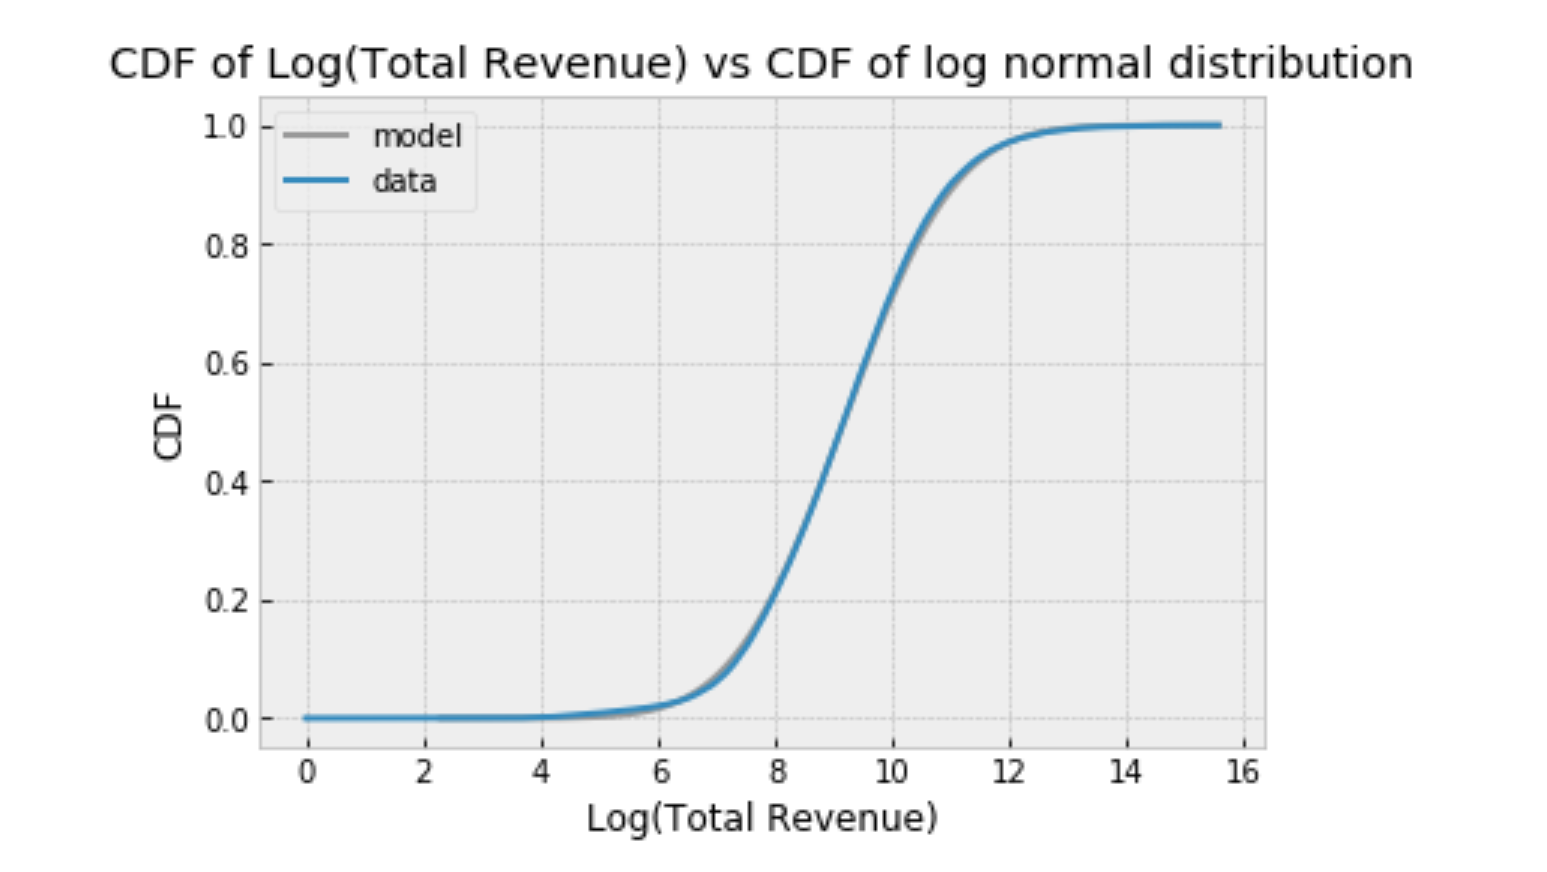 CDF of Log(Total Revenue) vs CDF of log normal distribution
model
data
1.0
0.8
0.6
0.4
0.2
0.0
CDF
0 2 4 6 8 10 12 14 16
Log(Total Revenue)